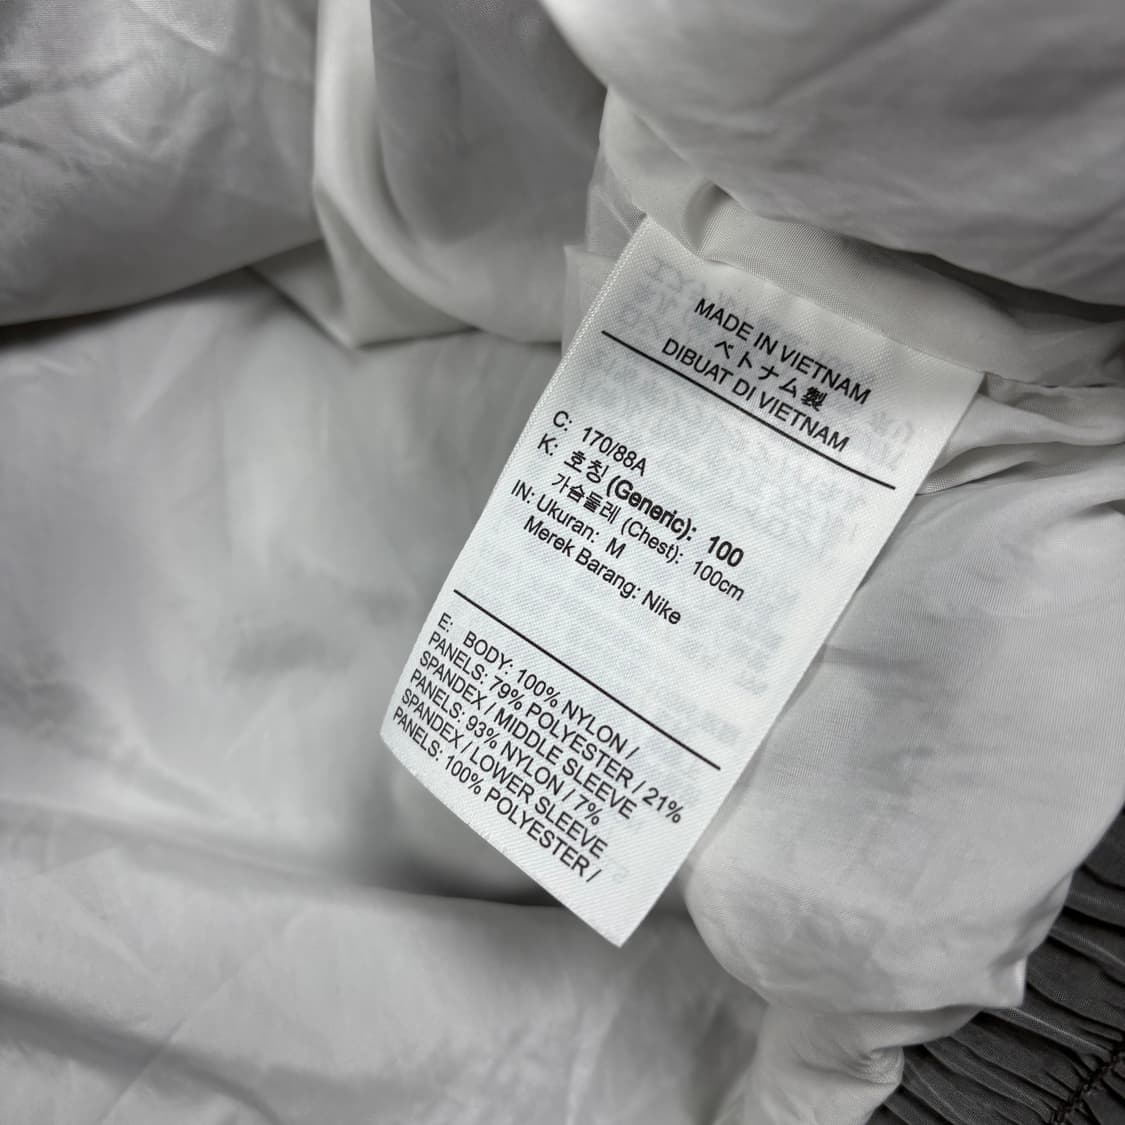 MADE IN VIETNAM
ベトナム製
DIBUAT DI VIETNAM
C: 170/88A
K: 호칭 (Generic): 100
가슴둘레 (Chest): 100cm
IN: Ukuran: M
Merek Barang: Nike
E: BODY: 100% NYLON /
PANELS: 79% POLYESTER / 21%
SPANDEX / MIDDLE SLEEVE
PANELS: 93% NYLON / 7%
SPANDEX / LOWER SLEEVE
PANELS: 100% POLYESTER /